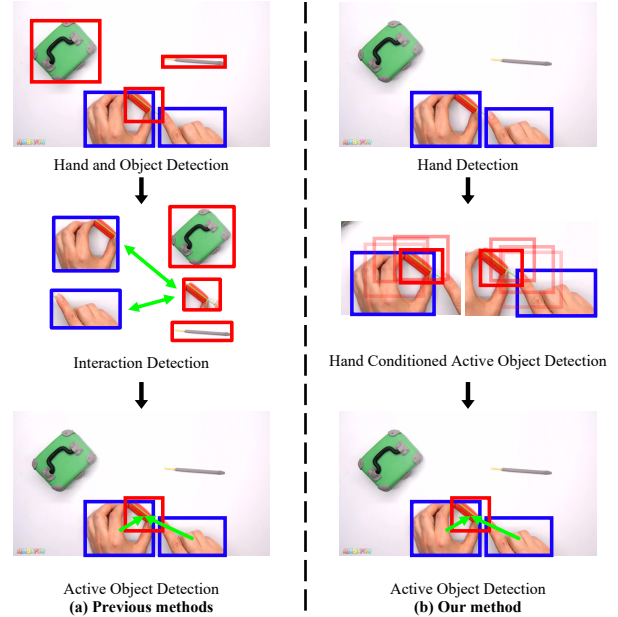 Hand and Object Detection
Interaction Detection
Active Object Detection
(a) Previous methods
Hand Detection
Hand Conditioned Active Object Detection
Active Object Detection
(b) Our method